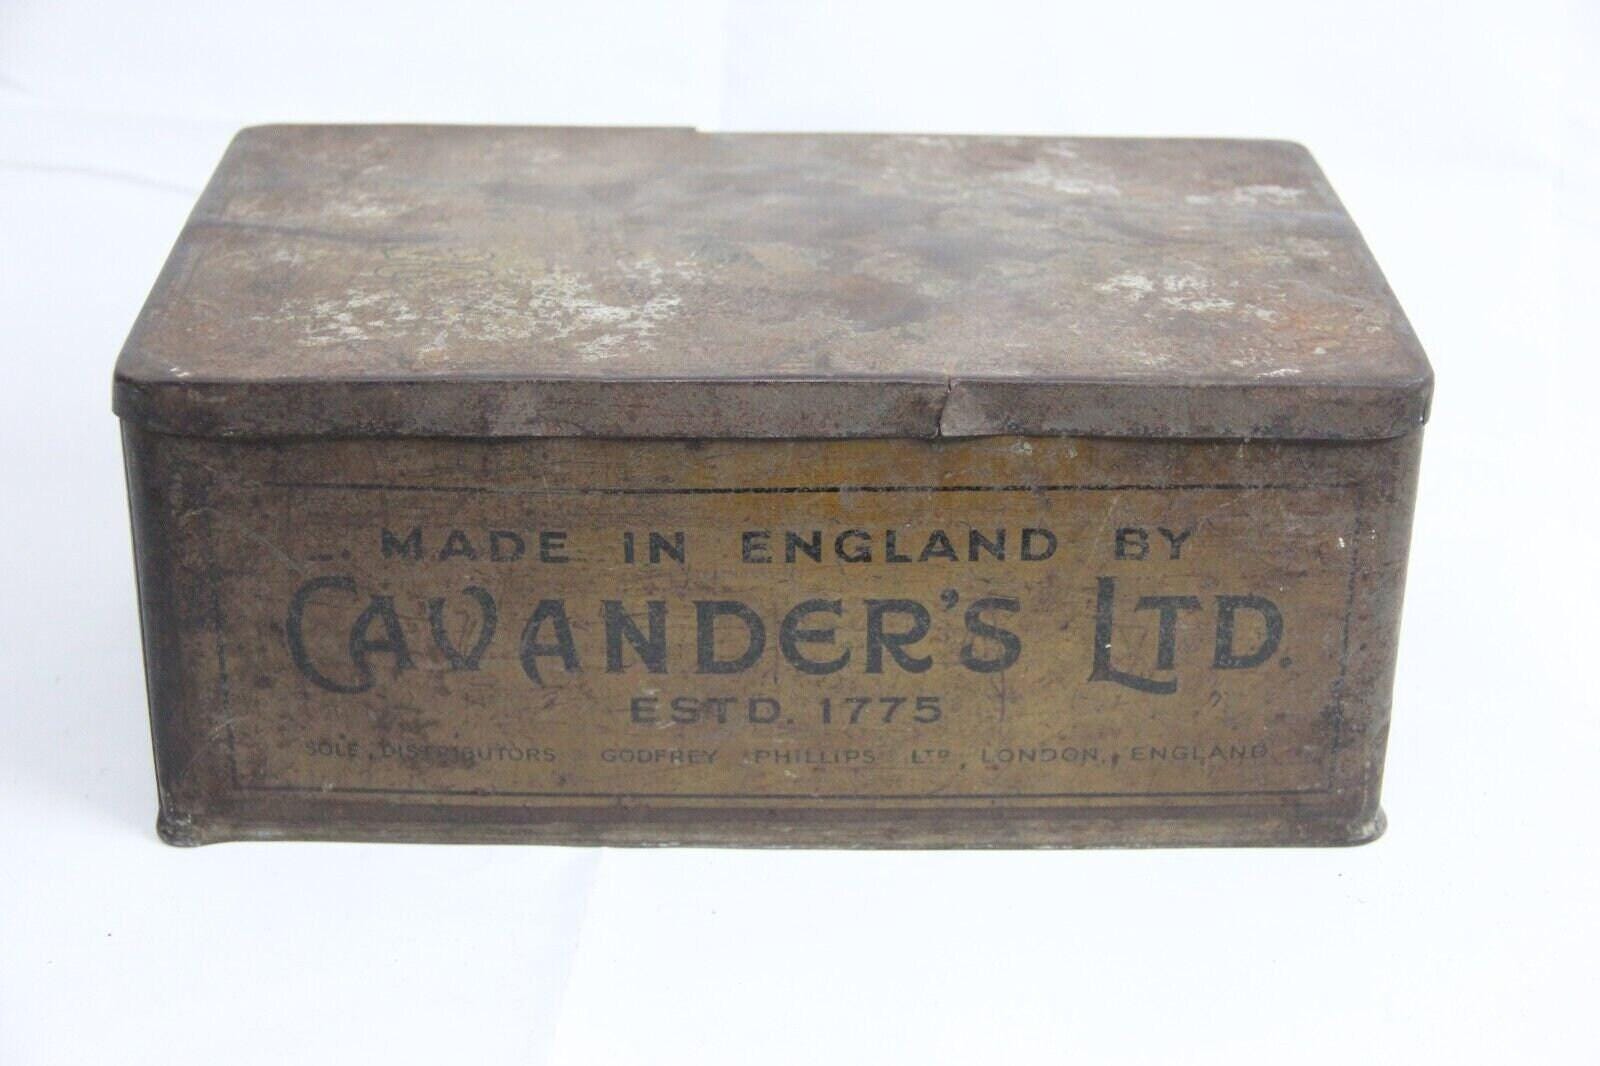 MADE IN ENGLAND BY
CAVANDER'S LTD.
ESTD. 1775
SOLE DISTRIBUTORS GODFREY PHILLIPS LTD. LONDON, ENGLAND